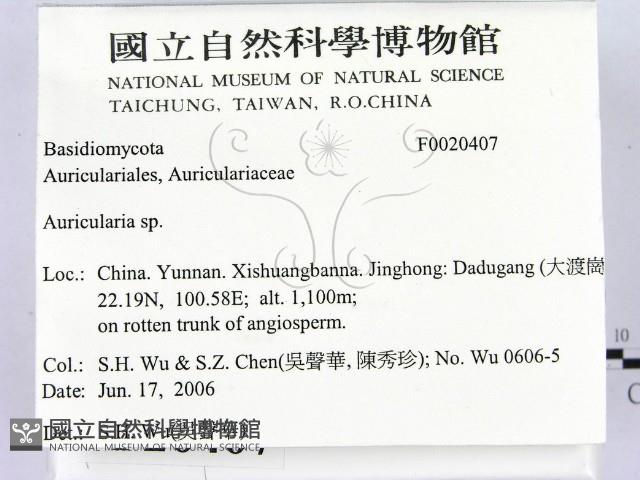 國立自然科學博物館
NATIONAL MUSEUM OF NATURAL SCIENCE
TAICHUNG, TAIWAN, R.O.CHINA
Basidiomycota F0020407
Auriculariales, Auriculariaceae
Auricularia sp.
Loc.: China. Yunnan. Xishuangbanna. Jinghong: Dadugang (大渡崗
22.19N, 100.58E; alt. 1,100m;
on rotten trunk of angiosperm.
Col.: S.H. Wu & S.Z. Chen(吳聲華, 陳秀珍); No. Wu 0606-5
Date: Jun. 17, 2006
國立自然科學博物館
NATIONAL MUSEUM OF NATURAL SCIENCE
10